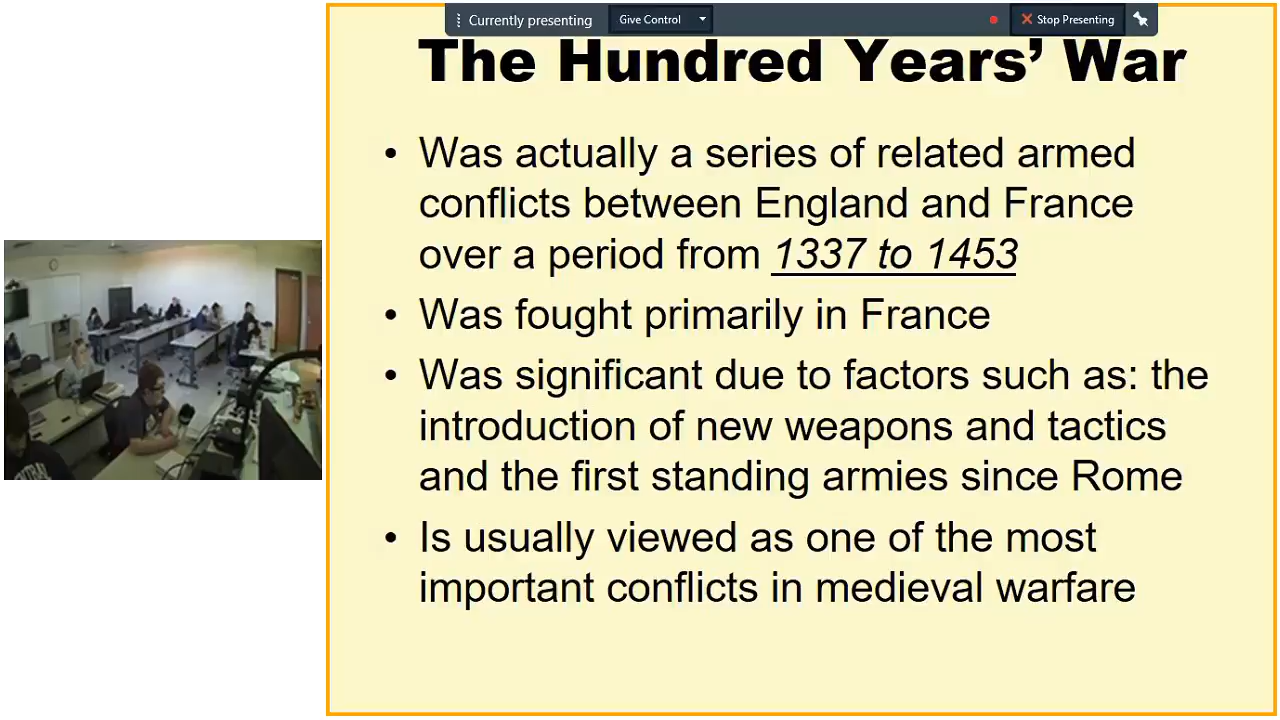 Currently presenting
Give Control
Stop Presenting
The Hundred Years’ War
• Was actually a series of related armed
conflicts between England and France
over a period from 1337 to 1453
• Was fought primarily in France
• Was significant due to factors such as: the
introduction of new weapons and tactics
and the first standing armies since Rome
• Is usually viewed as one of the most
important conflicts in medieval warfare